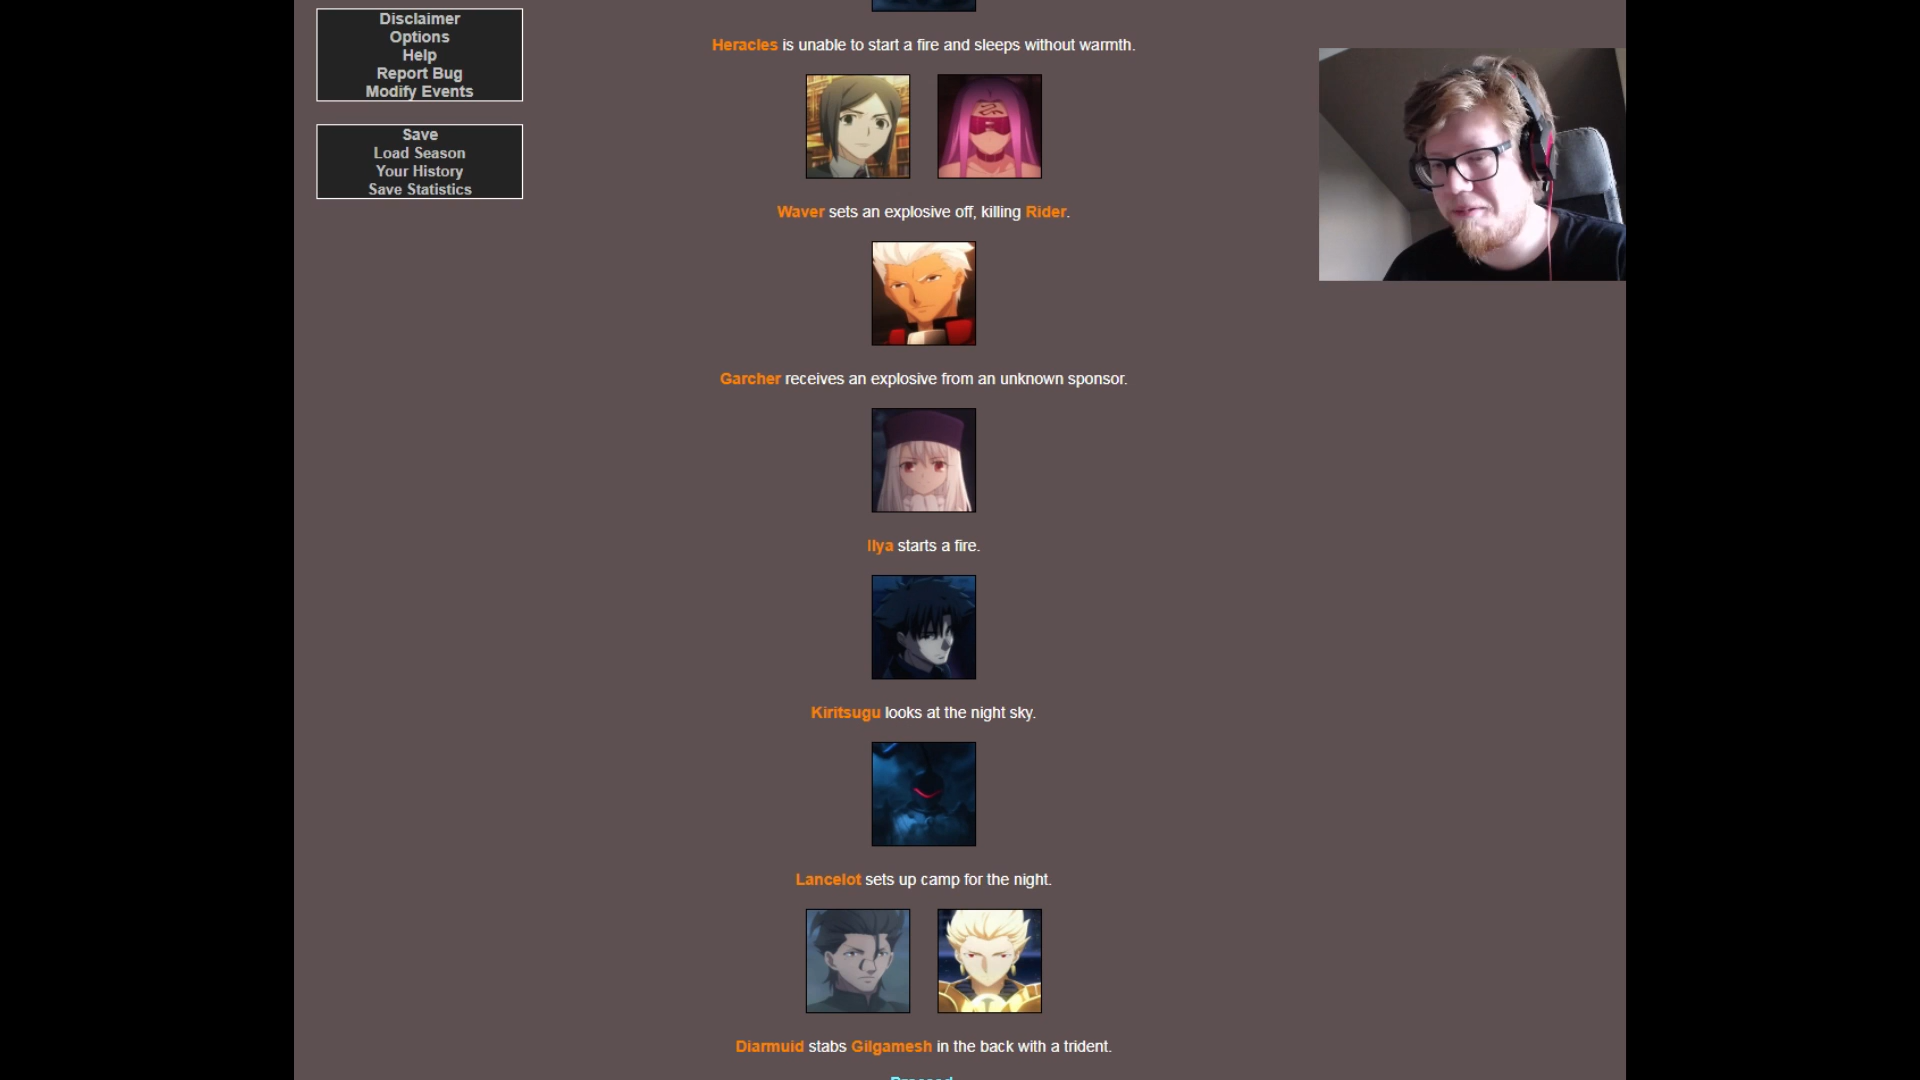 Disclaimer
Options
Help
Report Bug
Modify Events
Save
Load Season
Your History
Save Statistics
Heracles is unable to start a fire and sleeps without warmth.
Waver sets an explosive off, killing Rider.
Garcher receives an explosive from an unknown sponsor.
Ilya starts a fire.
Kiritsugu looks at the night sky.
Lancelot sets up camp for the night.
Diarmuid stabs Gilgamesh in the back with a trident.
Proceed